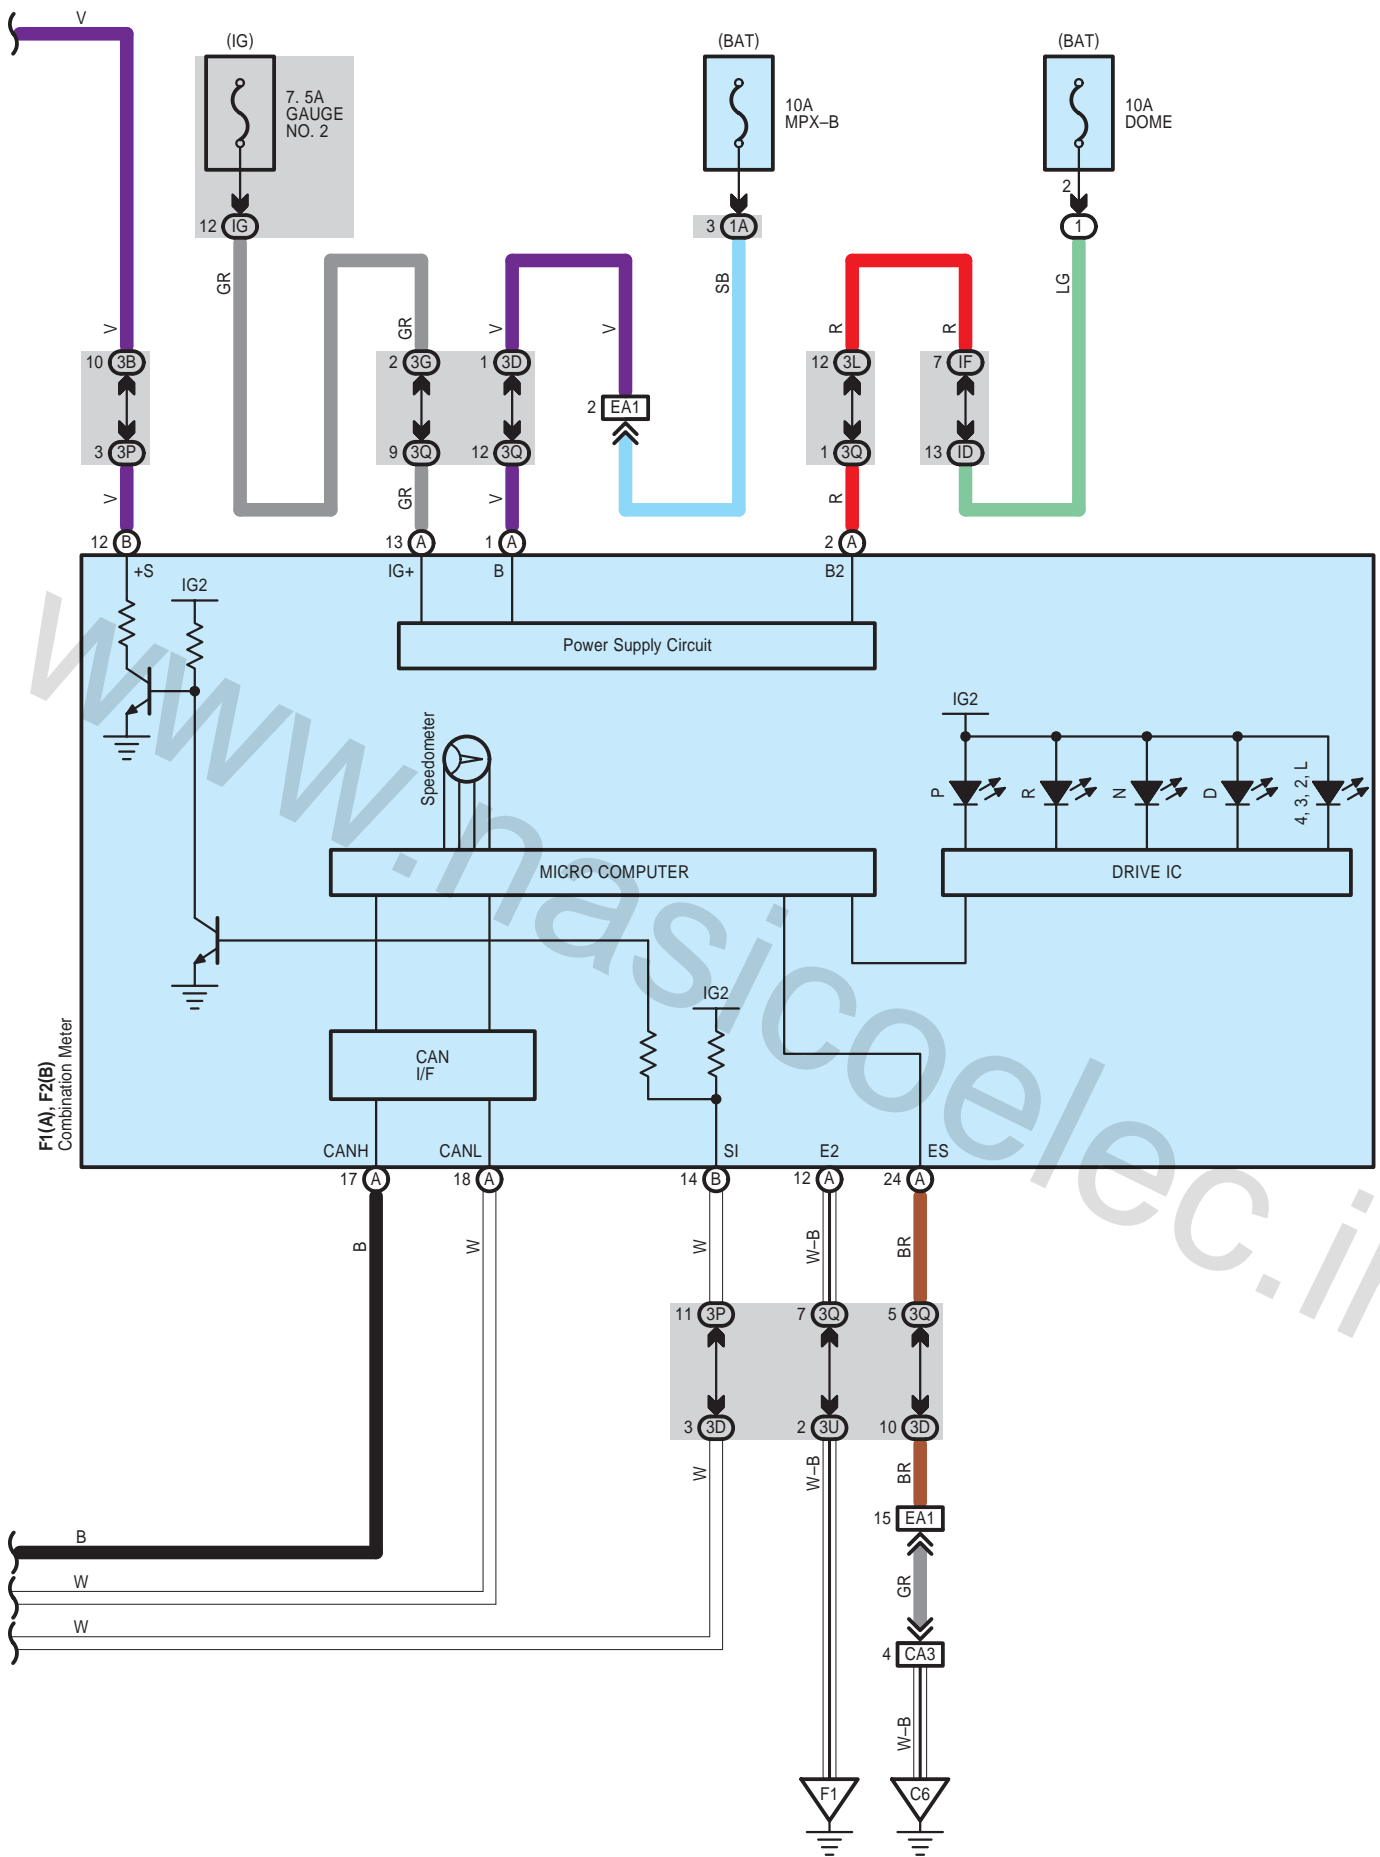 V
(IG)
(BAT)
(BAT)
7. 5A
GAUGE
NO. 2
10A
MPX–B
10A
DOME
2
12 IG
3 1A
1
GR
SB
LG
V
GR
V
V
R
R
10 3B
2 3G
1 3D
12 3L
7 IF
2 EA1
3 3P
9 3Q
12 3Q
1 3Q
13 ID
V
GR
V
R
12 B
13 A
1 A
2 A
+S
IG+
B
B2
IG2
Power Supply Circuit
IG2
Speedometer
P
R
N
D
4, 3, 2, L
MICRO COMPUTER
DRIVE IC
IG2
CAN
I/F
F1(A), F2(B)
Combination Meter
CANH
CANL
SI
E2
ES
17 A
18 A
14 B
12 A
24 A
B
W
W
W–B
BR
11 3P
7 3Q
5 3Q
3 3D
2 3U
10 3D
W
W–B
BR
15 EA1
B
W
GR
W
4 CA3
W–B
F1
C6
www.nasicoelec.ir